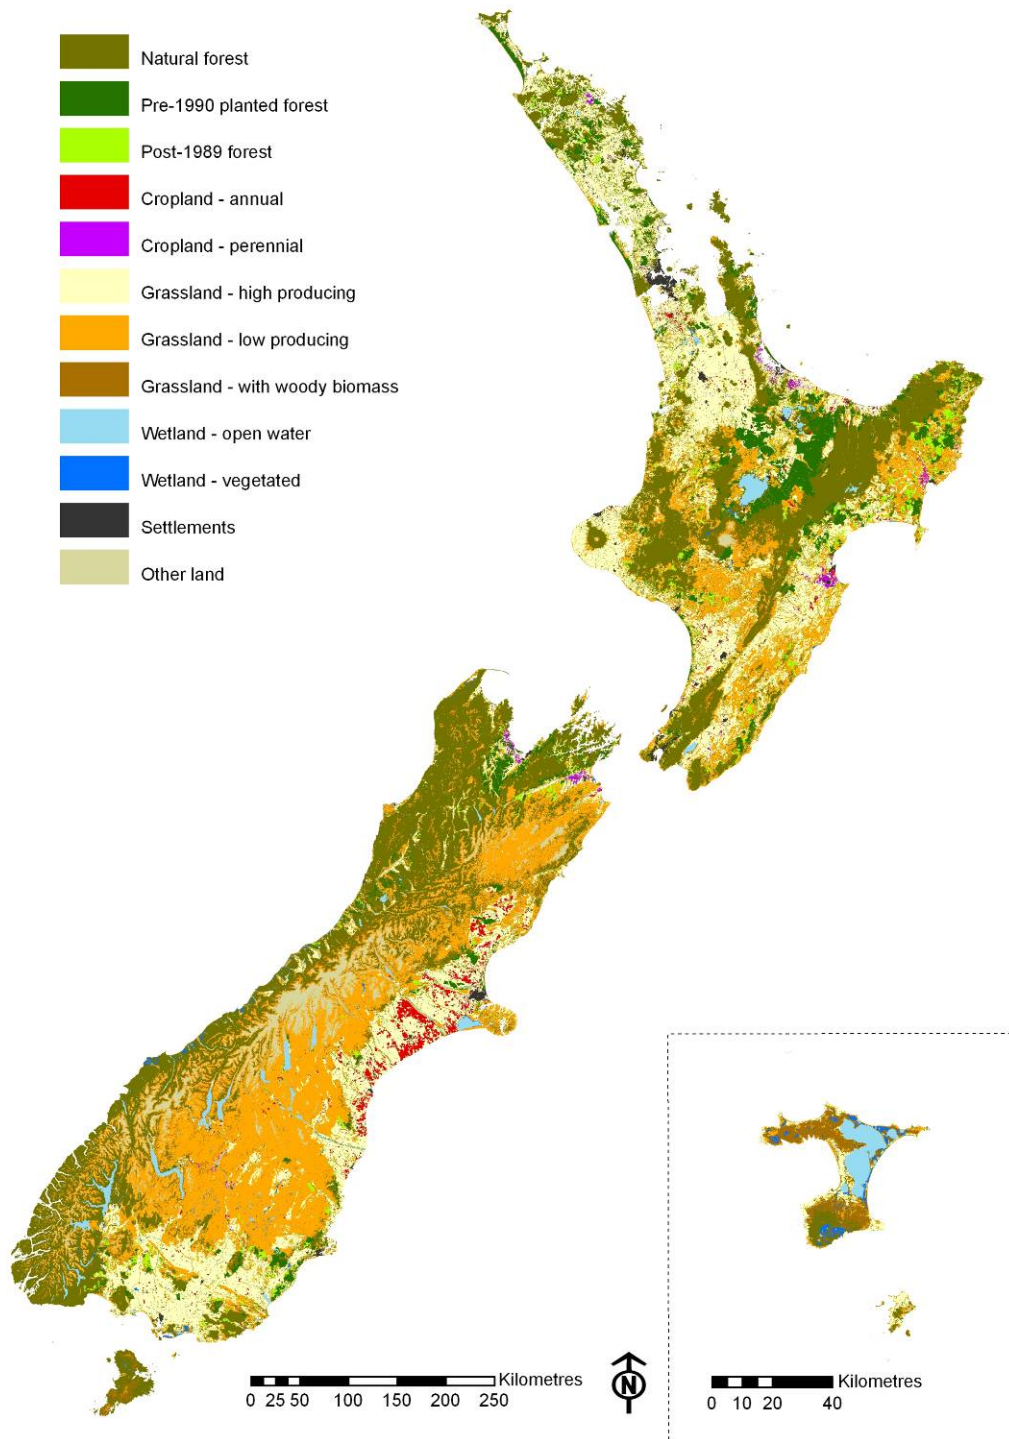 Natural forest
Pre-1990 planted forest
Post-1989 forest
Cropland - annual
Cropland - perennial
Grassland - high producing
Grassland - low producing
Grassland - with woody biomass
Wetland - open water
Wetland - vegetated
Settlements
Other land
Kilometres
0 25 50 100 150 200 250
N
Kilometres
0 10 20 40